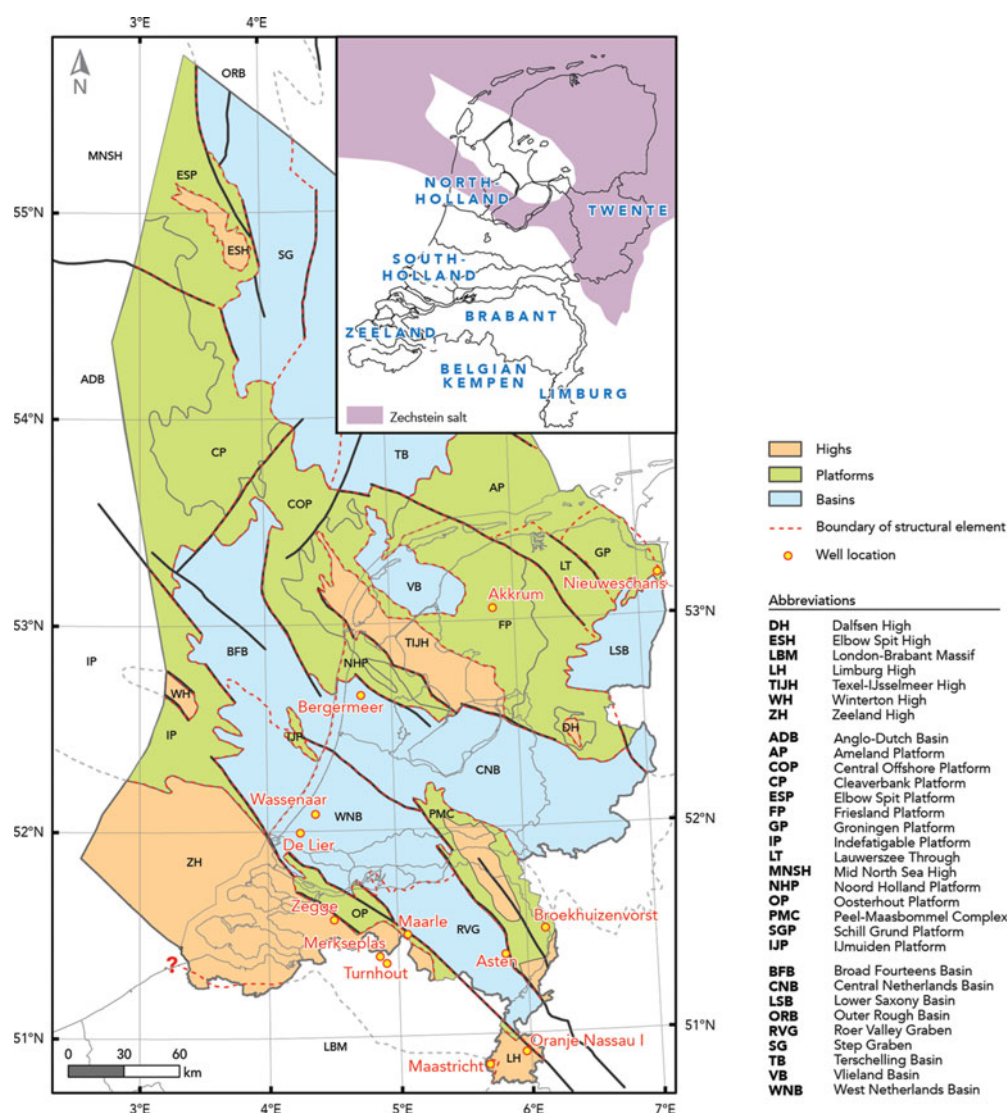 3°E
4°E
N
ORB
MNSH
ESP
55°N
ESH
SG
NORTH-
HOLLAND
TWENTE
SOUTH-
HOLLAND
BRABANT
ZEELAND
BELGIAN
KEMPEN
LIMBURG
Zechstein salt
ADB
54°N
CP
TB
COP
AP
GP
LT
Nieuweschans
VB
Akkrum
53°N
53°N
FP
TIJH
LSB
BFB
IP
NHP
WH
Bergermeer
IP
IJP
DH
CNB
Wassenaar
52°N
WNB
PMC
52°N
De Lier
ZH
Zegge
OP
Maarle
Broekhuizenvorst
RVG
Merkseplas
Asten
?
Turnhout
51°N
51°N
LBM
Oranje Nassau I
LH
Maastricht
0 30 60
km
4°E
5°E
6°E
7°E
Highs
Platforms
Basins
Boundary of structural element
Well location
Abbreviations
DH Dalfsen High
ESH Elbow Spit High
LBM London-Brabant Massif
LH Limburg High
TIJH Texel-IJsselmeer High
WH Winterton High
ZH Zeeland High
ADB Anglo-Dutch Basin
AP Ameland Platform
COP Central Offshore Platform
CP Cleaverbank Platform
ESP Elbow Spit Platform
FP Friesland Platform
GP Groningen Platform
IP Indefatigable Platform
LT Lauwerszee Through
MNSH Mid North Sea High
NHP Noord Holland Platform
OP Oosterhout Platform
PMC Peel-Maasbommel Complex
SGP Schill Grund Platform
IJP IJmuiden Platform
BFB Broad Fourteens Basin
CNB Central Netherlands Basin
LSB Lower Saxony Basin
ORB Outer Rough Basin
RVG Roer Valley Graben
SG Step Graben
TB Terschelling Basin
VB Vlieland Basin
WNB West Netherlands Basin